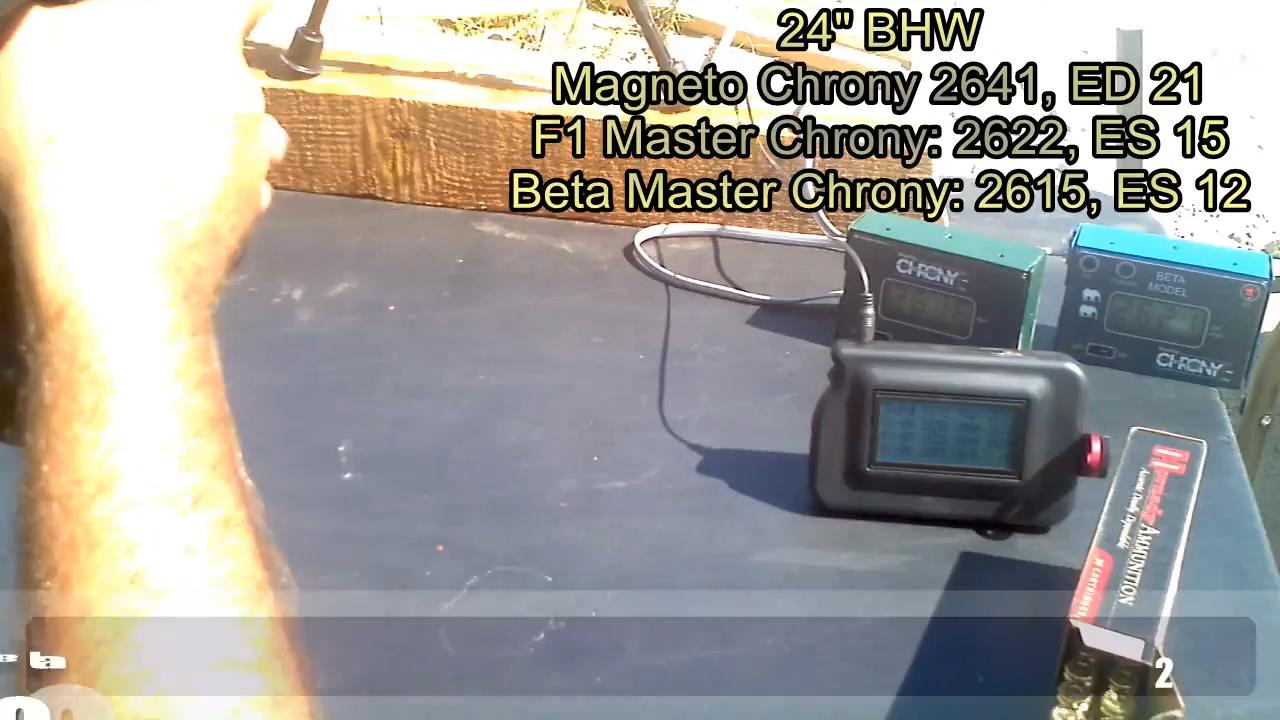 24" BHW
Magneto Chrony 2641, ED 21
F1 Master Chrony: 2622, ES 15
Beta Master Chrony: 2615, ES 12
CHRONY
BETA
MODEL
CHRONY
Hornady
AMMUNITION
2